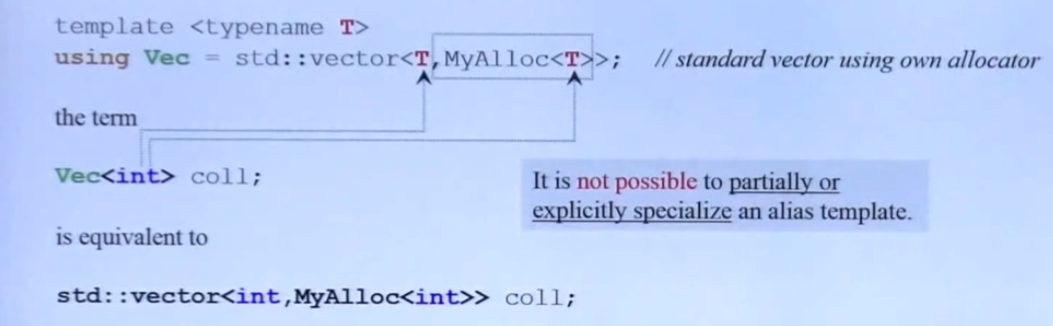 template <typename T>
using Vec = std::vector<T,MyAlloc<T>>; // standard vector using own allocator
the term
Vec<int> coll;
It is not possible to partially or
explicitly specialize an alias template.
is equivalent to
std::vector<int,MyAlloc<int>> coll;